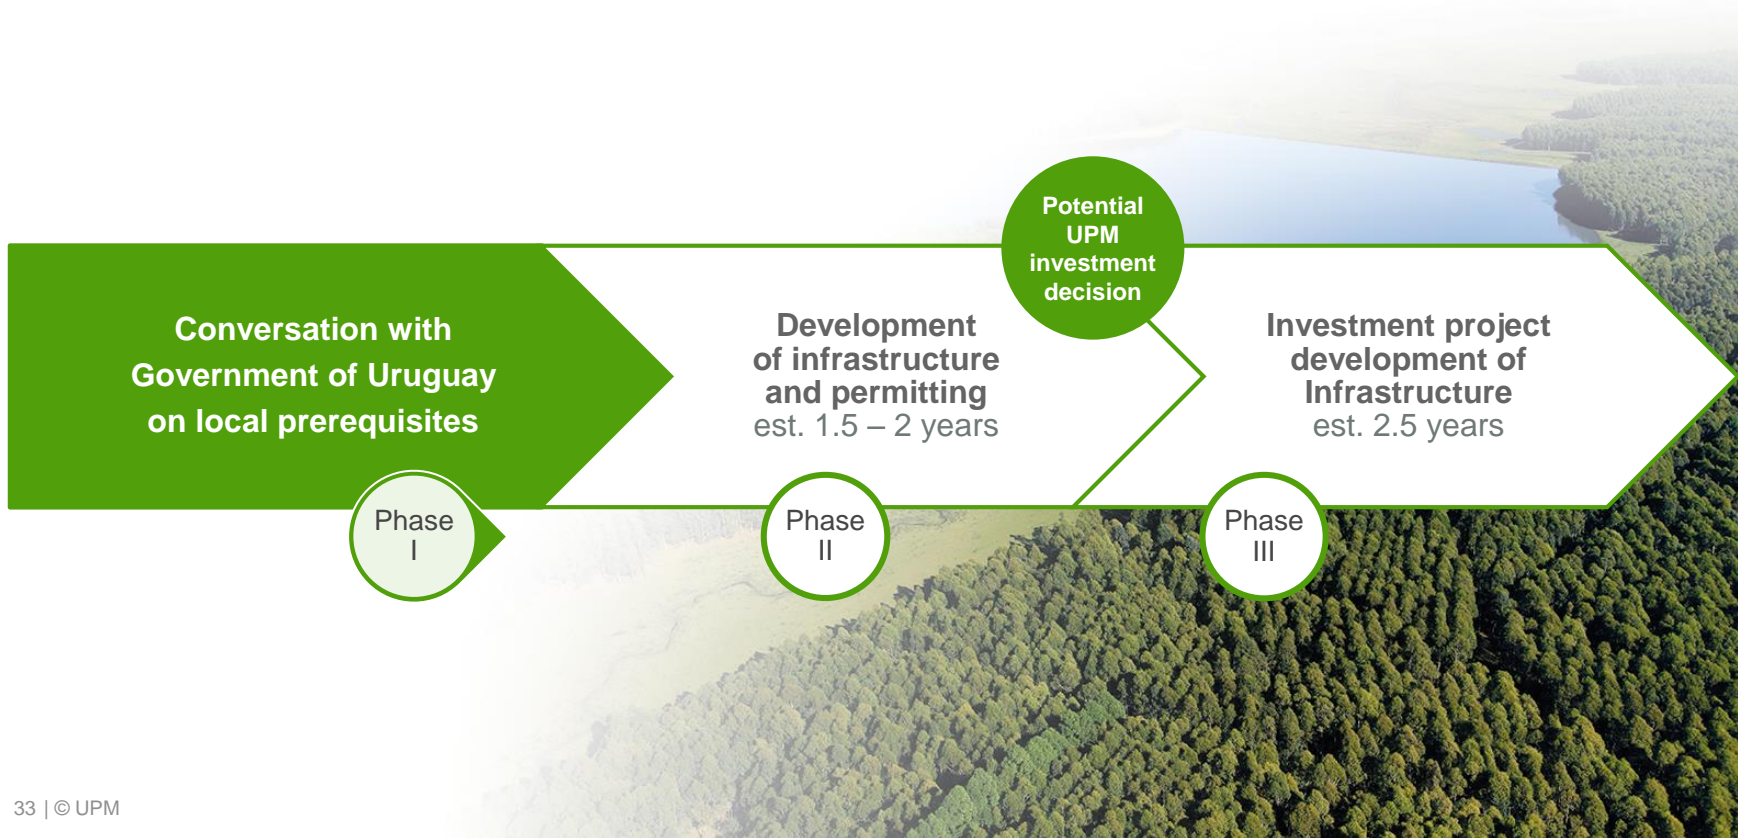 Potential
UPM
investment
decision
Conversation with
Government of Uruguay
on local prerequisites
Development
of infrastructure
and permitting
est. 1.5 – 2 years
Investment project
development of
Infrastructure
est. 2.5 years
Phase
I
Phase
II
Phase
III
33 | © UPM